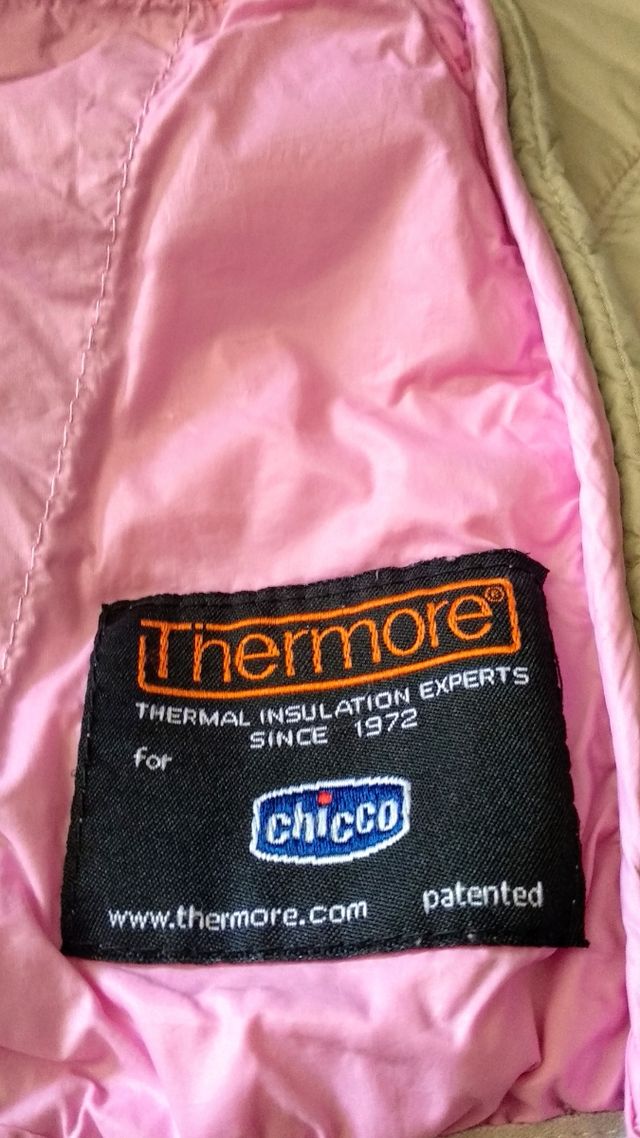 Thermore®
THERMAL INSULATION EXPERTS
SINCE 1972
for
chicco
www.thermore.com patented